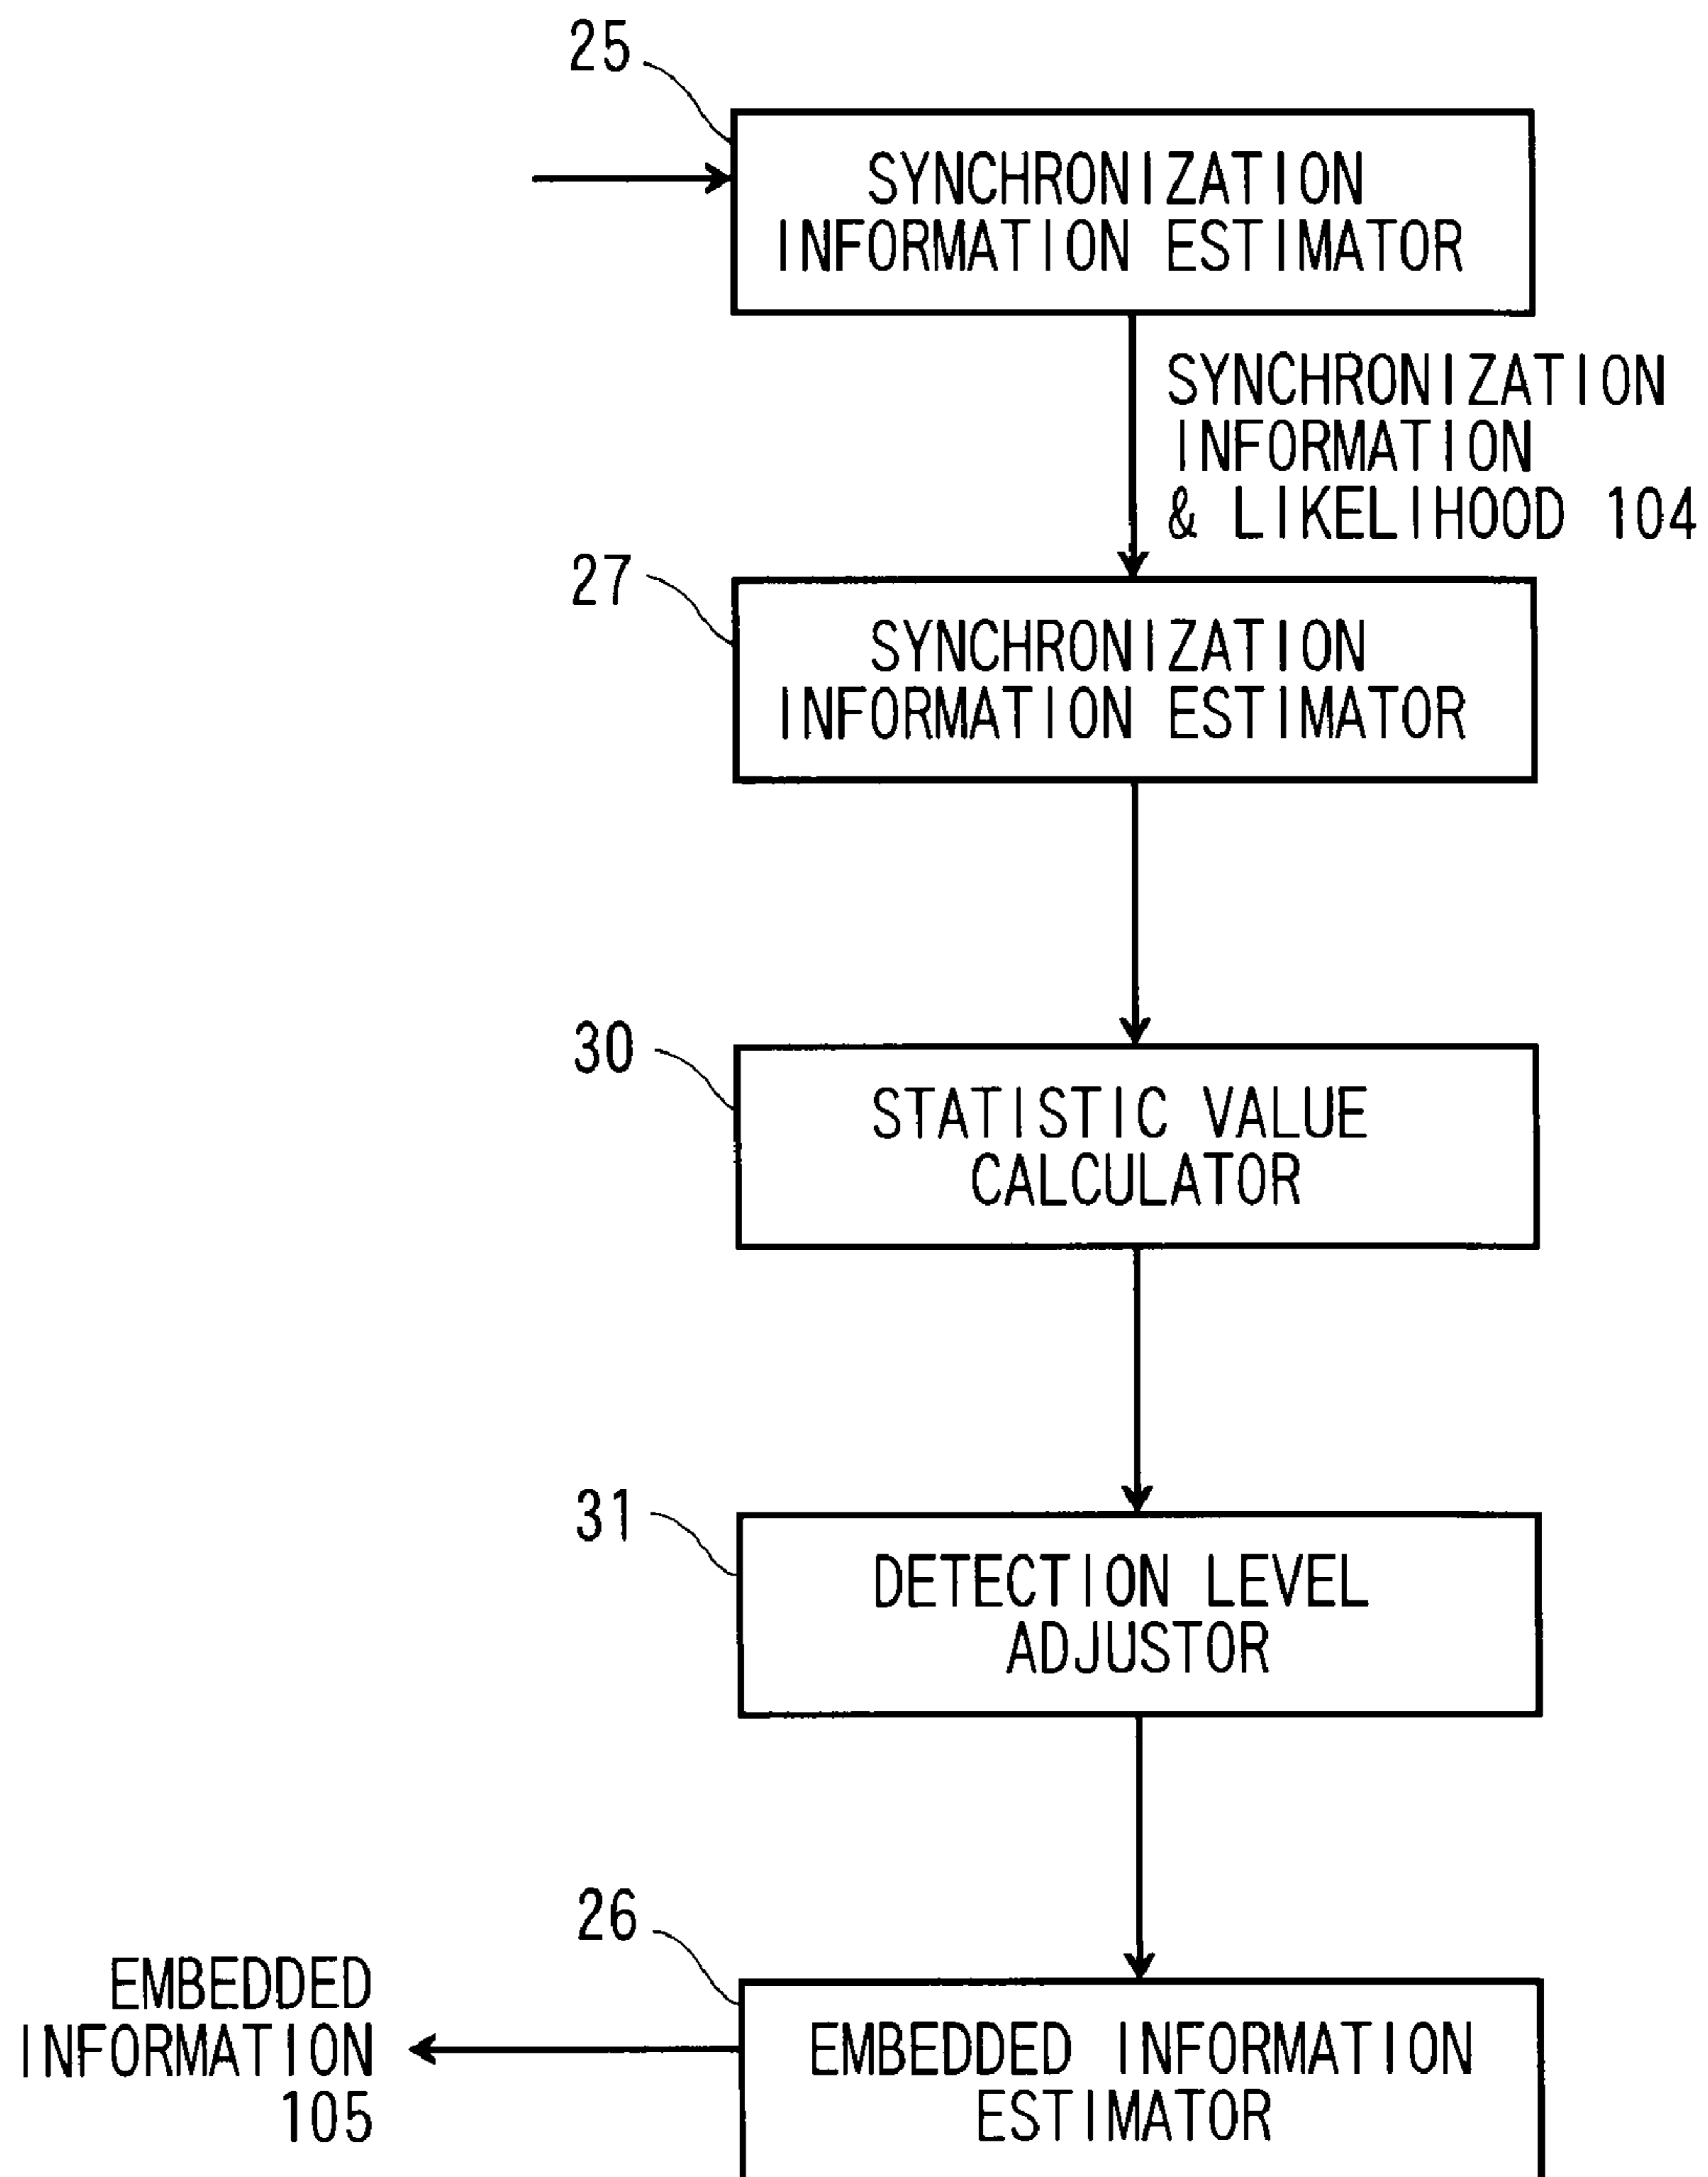 25
SYNCHRONIZATION
INFORMATION ESTIMATOR
SYNCHRONIZATION
INFORMATION
& LIKELIHOOD 104
27
SYNCHRONIZATION
INFORMATION ESTIMATOR
30
STATISTIC VALUE
CALCULATOR
31
DETECTION LEVEL
ADJUSTOR
26
EMBEDDED
INFORMATION
105
EMBEDDED INFORMATION
ESTIMATOR